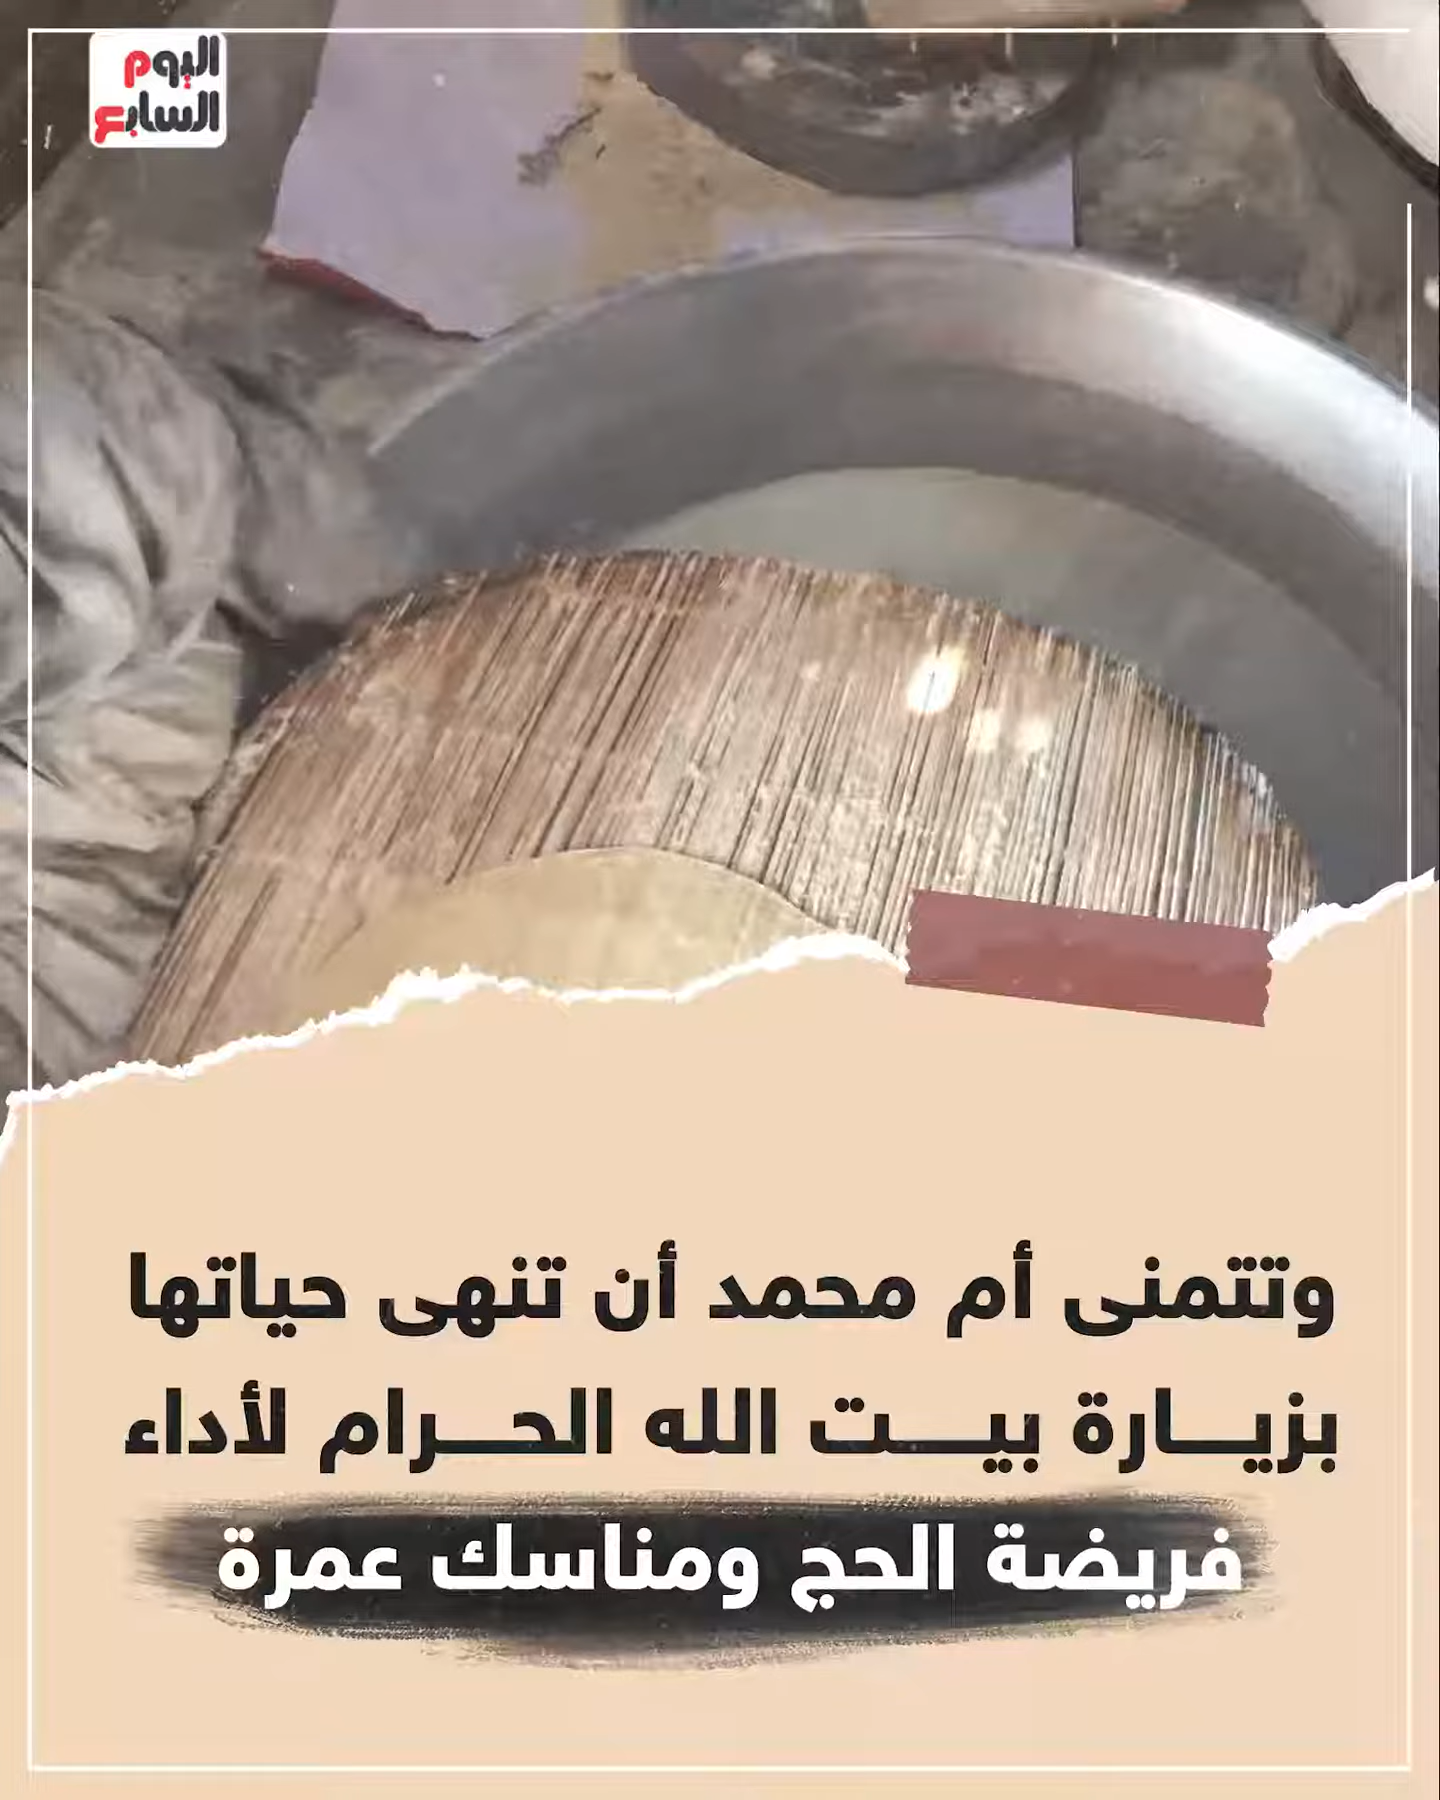 اليوم
السابع
وتتمنى أم محمد أن تنهى حياتها
بزيـــارة بيـــت الله الحـــرام لأداء
فريضة الحج ومناسك عمرة